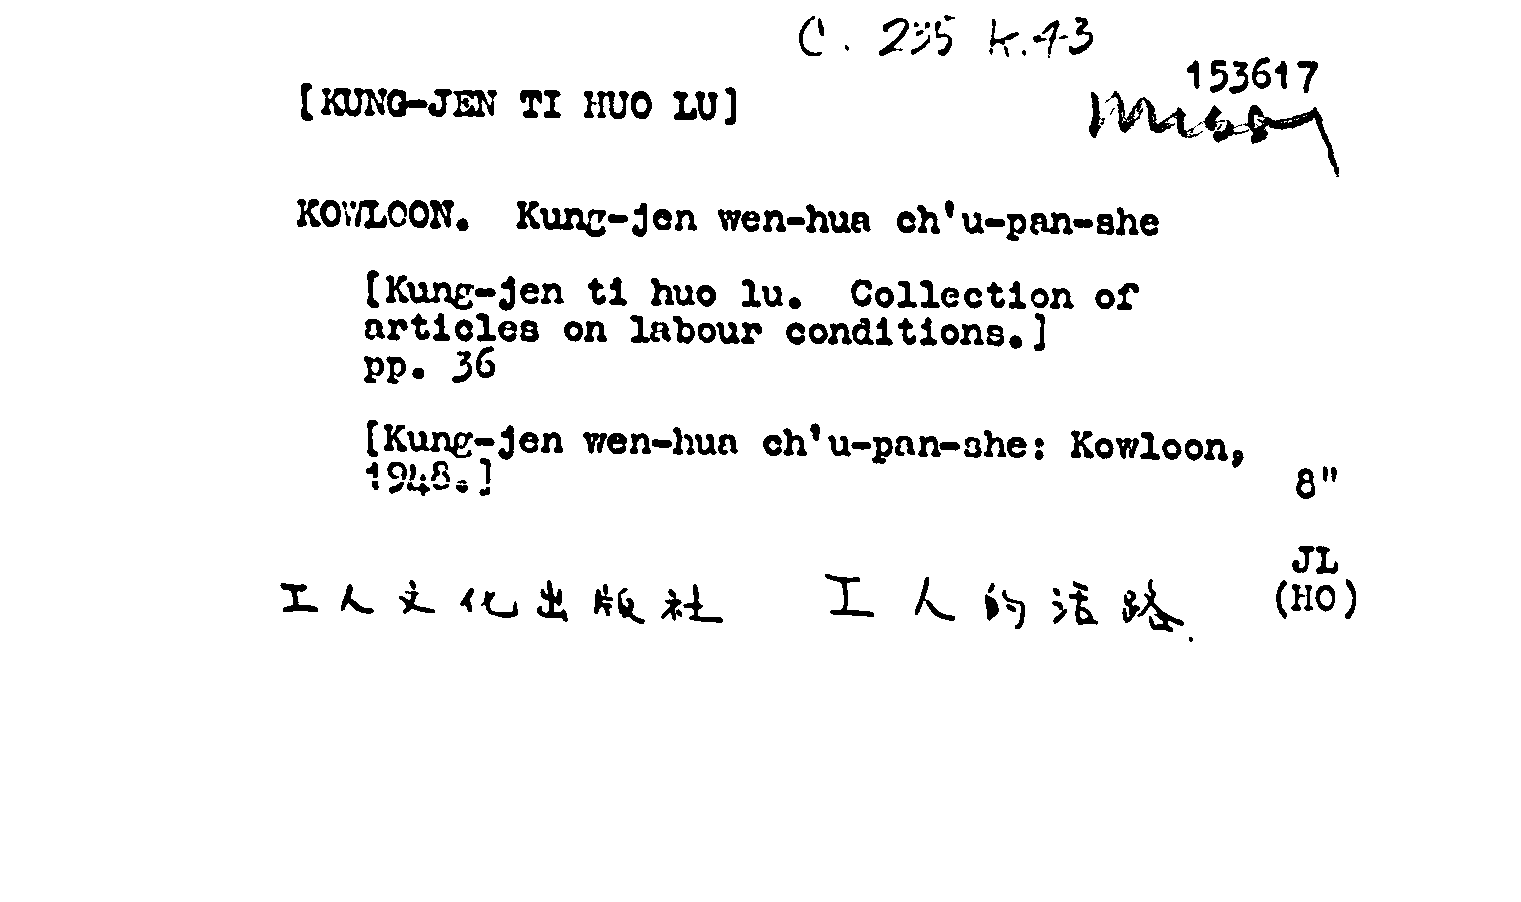 C. 235 k.43
153617
[KUNG-JEN TI HUO LU]
KOWLOON. Kung-jen wen-hua ch'u-pan-she
[Kung-jen ti huo lu. Collection of
articles on labour conditions.]
pp. 36
[Kung-jen wen-hua ch'u-pan-she: Kowloon,
1948.]
8"
JL
(HO)
工人文化出版社 工人的活路.